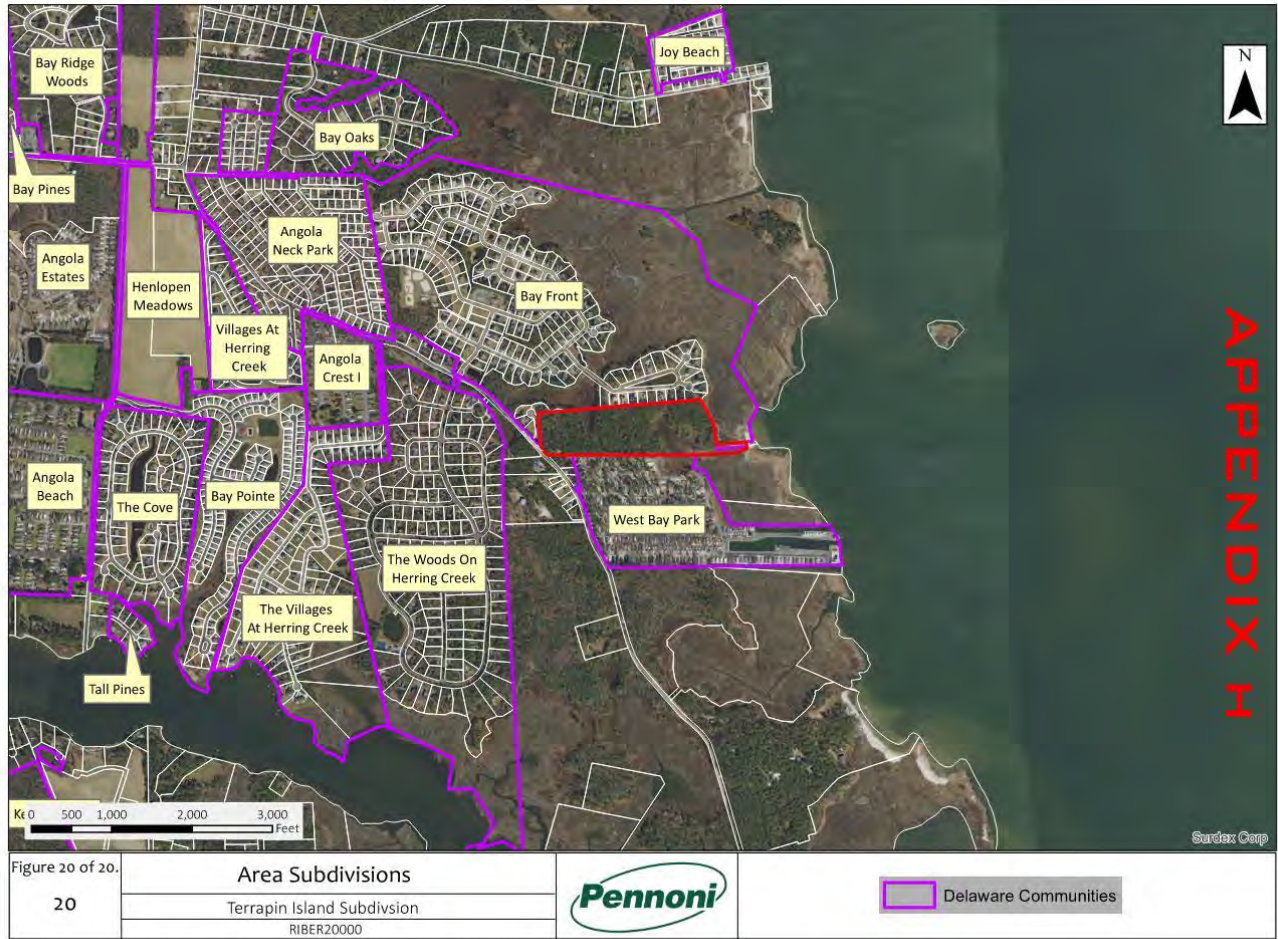 Bay Ridge
Woods
Joy Beach
N
Bay Oaks
Bay Pines
Angola
Neck Park
Angola
Estates
Henlopen
Meadows
Bay Front
Villages At
Herring
Creek
Angola
Crest I
APPENDIX H
Angola
Beach
The Cove
Bay Pointe
West Bay Park
The Woods On
Herring Creek
The Villages
At Herring Creek
Tall Pines
0 500 1,000 2,000 3,000
Feet
Surdex Corp
Figure 20 of 20.
20
Area Subdivisions
Terrapin Island Subdivsion
RIBER20000
Pennoni
Delaware Communities